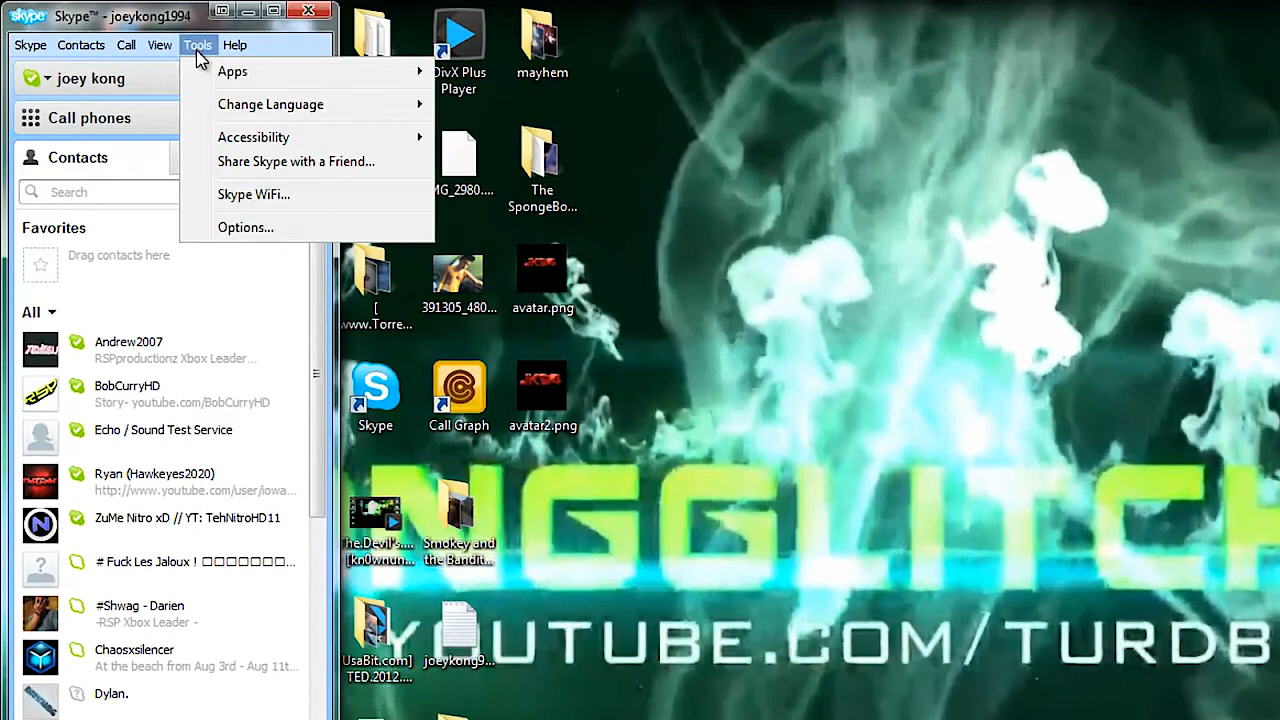 Skype™ - joeykong1994
Skype Contacts Call View Tools Help
joey kong
Call phones
Contacts
Search
Favorites
Drag contacts here
All
Andrew2007
RSPproductionz Xbox Leader...
BobCurryHD
Story- youtube.com/BobCurryHD
Echo / Sound Test Service
Ryan (Hawkeyes2020)
http://www.youtube.com/user/iowa...
ZuMe Nitro xD // YT: TehNitroHD11
# Fuck Les Jaloux ! □□□□□□□...
#Shwag - Darien
-RSP Xbox Leader -
Chaosxsilencer
At the beach from Aug 3rd - Aug 11t...
Dylan.
Apps
Change Language
Accessibility
Share Skype with a Friend...
Skype WiFi...
Options...
DivX Plus
Player
mayhem
MG_2980....
The
SpongeBo...
[
www.Torre...
391305_480...
avatar.png
Skype
Call Graph
avatar2.png
he.Devil's....
[kn0wnun...
Smokey and
the Bandit...
UsaBit.com]
TED.2012....
joeykong9...
NGGLITCH
YOUTUBE.COM/TURDB